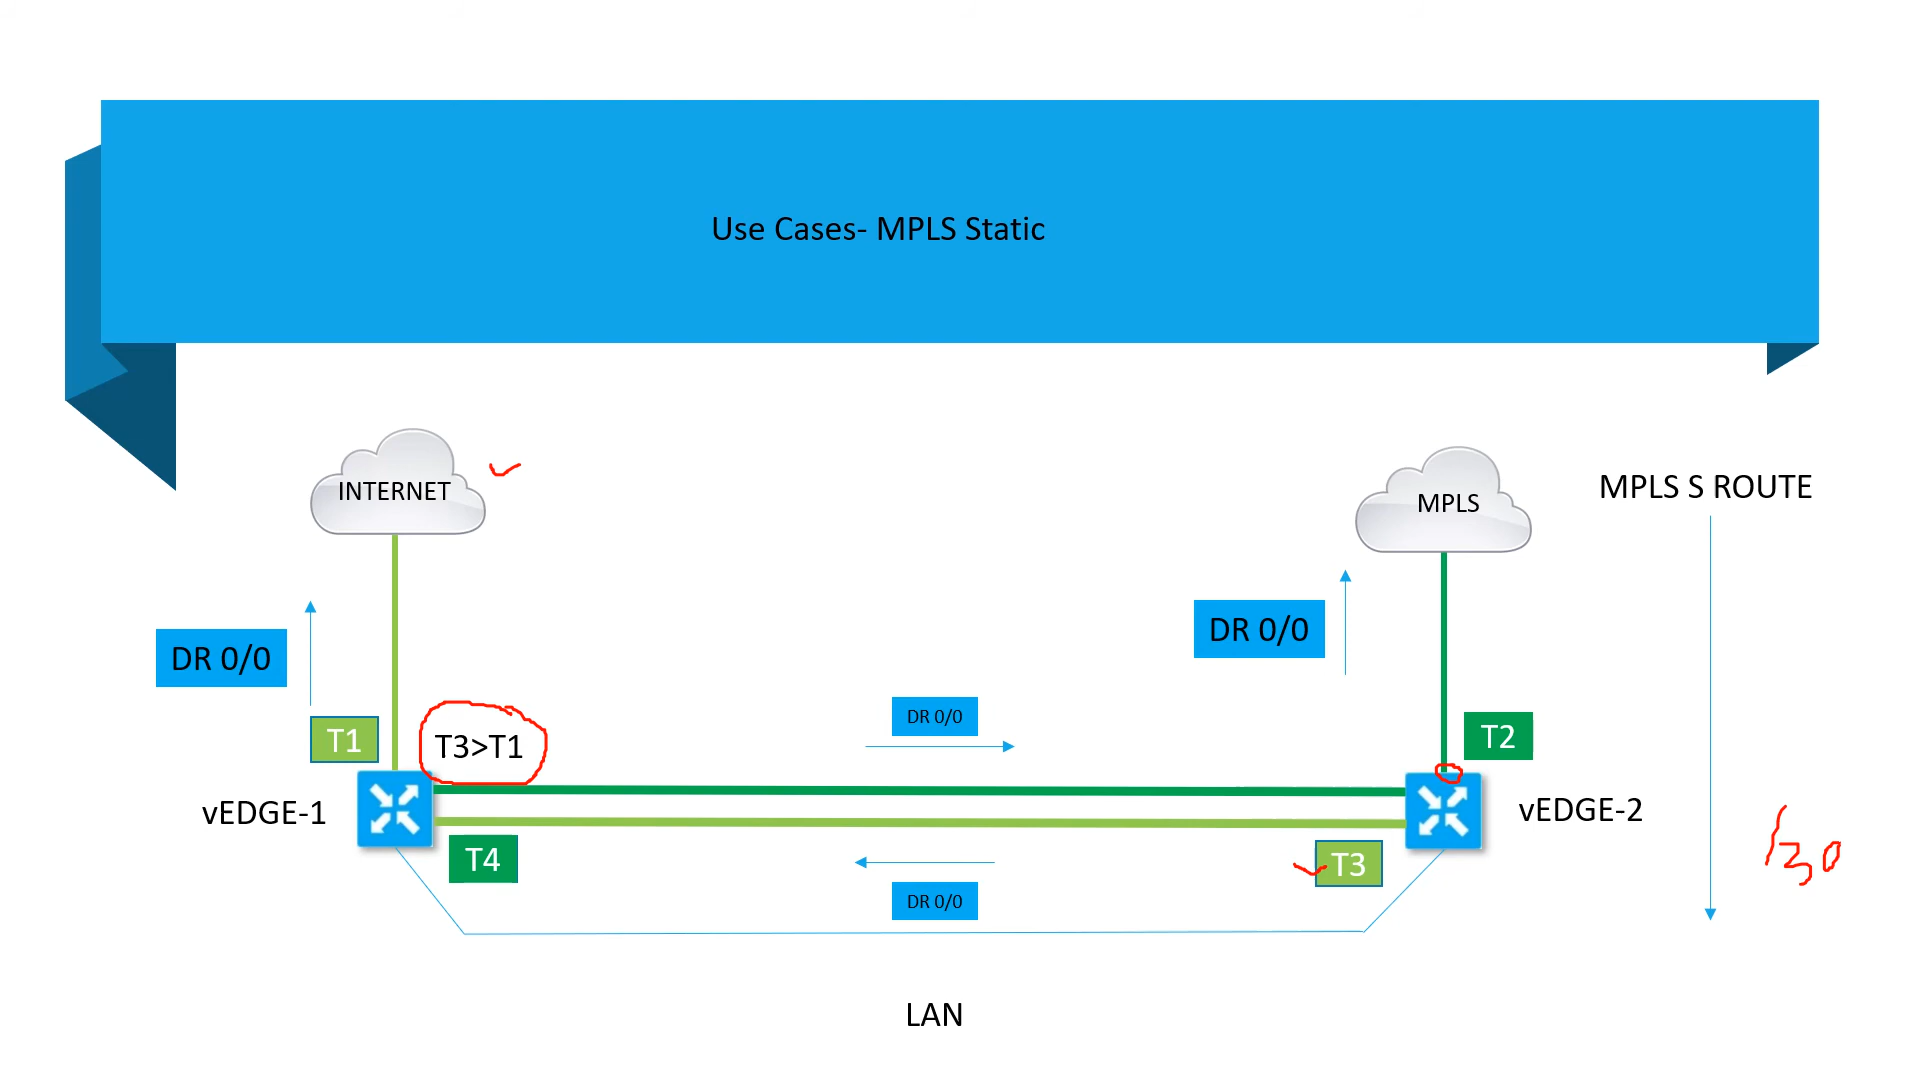 Use Cases- MPLS Static
INTERNET
MPLS
MPLS S ROUTE
DR 0/0
DR 0/0
DR 0/0
T1
T3>T1
T2
vEDGE-1
vEDGE-2
T4
T3
/30
DR 0/0
LAN